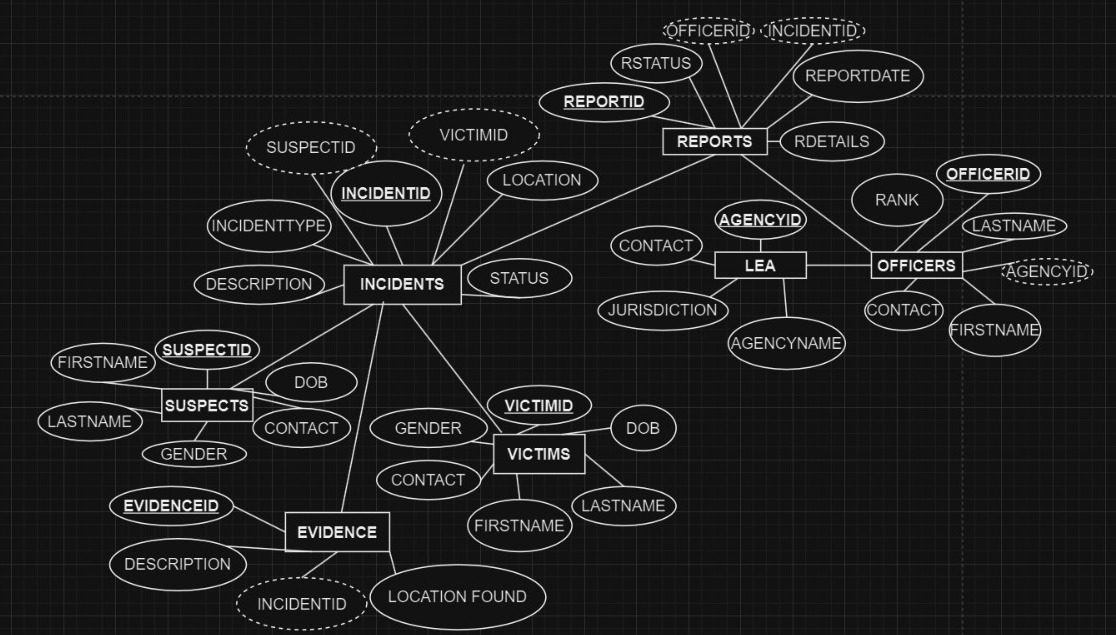 OFFICERID
INCIDENTID
RSTATUS
REPORTDATE
REPORTID
REPORTS
RDETAILS
SUSPECTID
VICTIMID
INCIDENTID
LOCATION
INCIDENTTYPE
DESCRIPTION
INCIDENTS
STATUS
AGENCYID
CONTACT
LEA
JURISDICTION
AGENCYNAME
OFFICERID
RANK
LASTNAME
OFFICERS
AGENCYID
CONTACT
FIRSTNAME
SUSPECTID
FIRSTNAME
DOB
SUSPECTS
LASTNAME
CONTACT
GENDER
VICTIMID
GENDER
DOB
VICTIMS
CONTACT
LASTNAME
FIRSTNAME
EVIDENCEID
EVIDENCE
DESCRIPTION
INCIDENTID
LOCATION FOUND